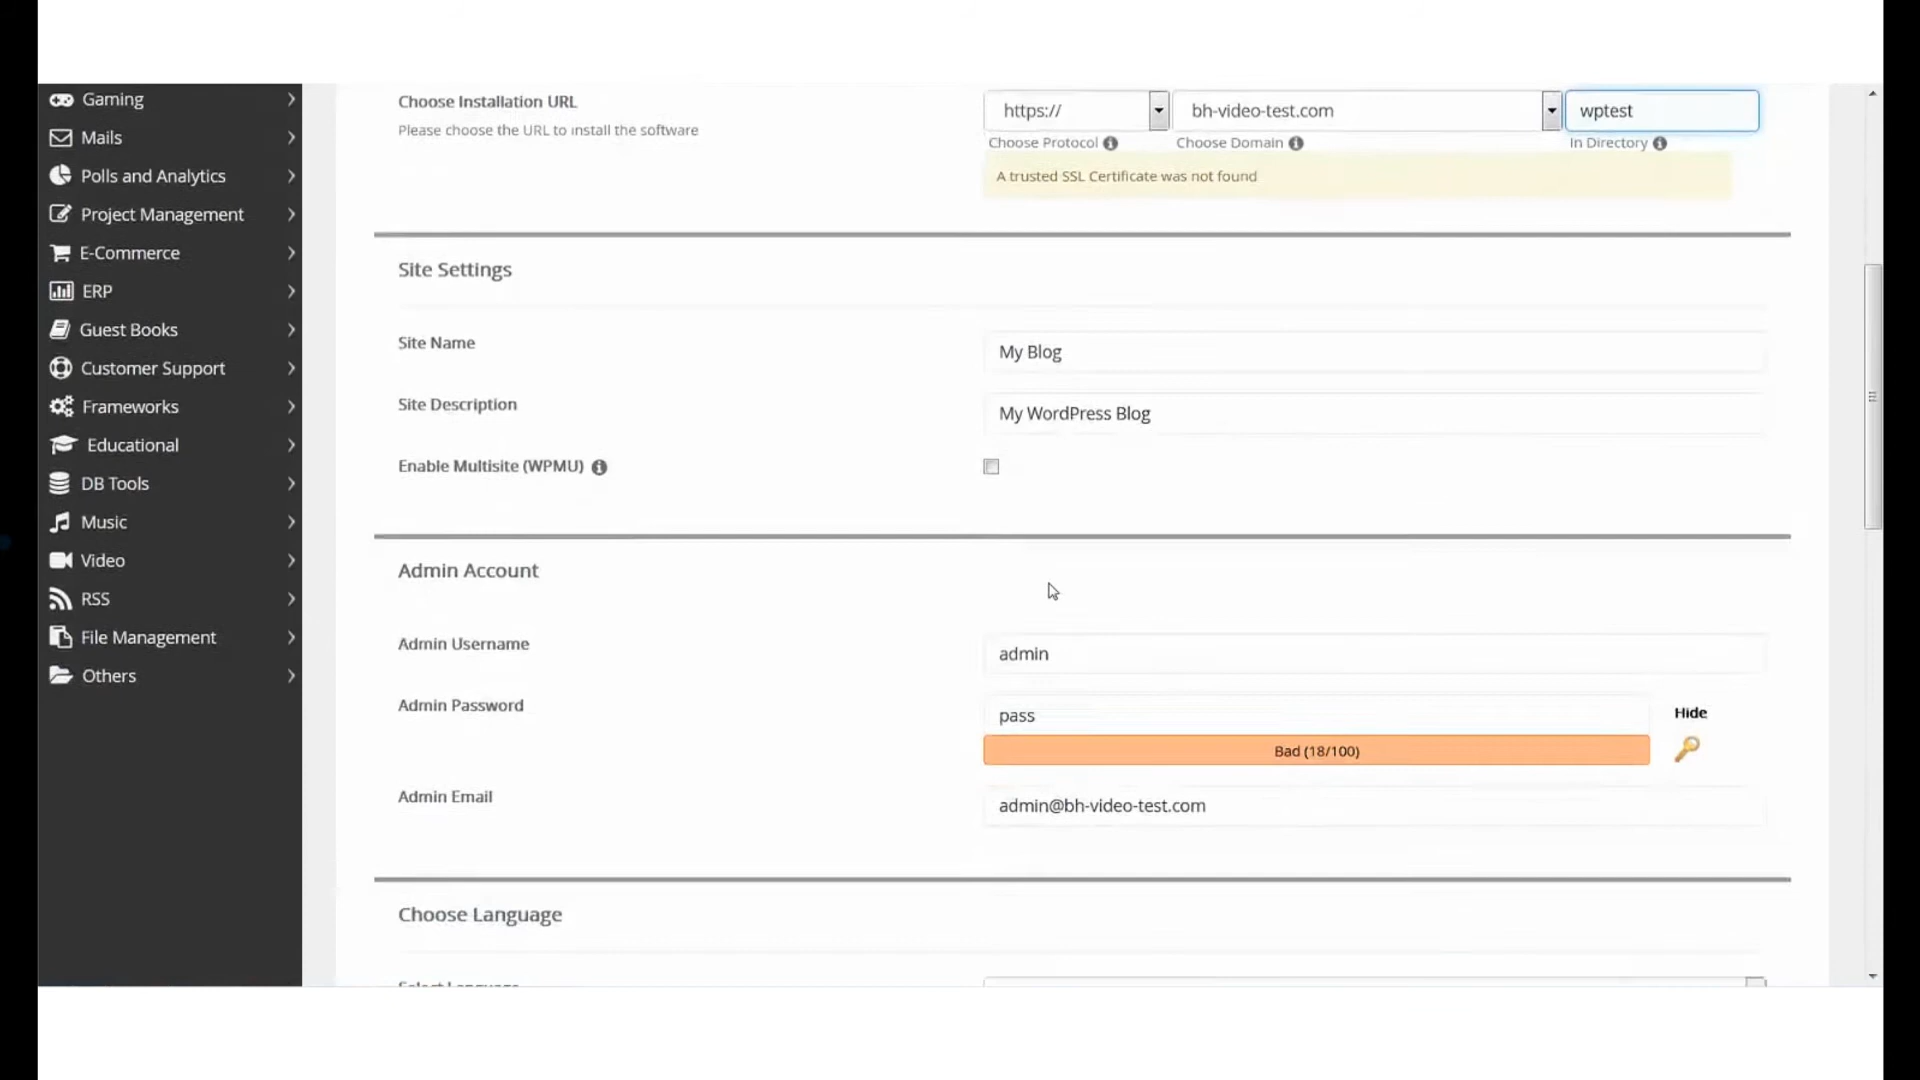 Gaming
Mails
Polls and Analytics
Project Management
E-Commerce
ERP
Guest Books
Customer Support
Frameworks
Educational
DB Tools
Music
Video
RSS
File Management
Others
Choose Installation URL
Please choose the URL to install the software
https://
bh-video-test.com
wptest
Choose Protocol
Choose Domain
In Directory
A trusted SSL Certificate was not found
Site Settings
Site Name
My Blog
Site Description
My WordPress Blog
Enable Multisite (WPMU)
Admin Account
Admin Username
admin
Admin Password
pass
Hide
Bad (18/100)
Admin Email
admin@bh-video-test.com
Choose Language
Select Language